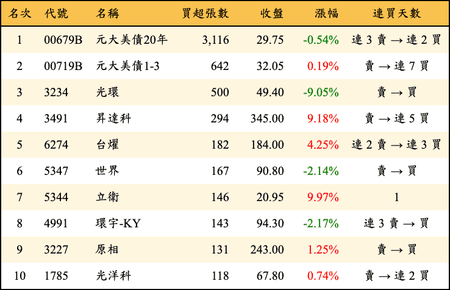 名次 代號 名稱 買超張數 收盤 漲幅 連買天數
1 00679B 元大美債20年 3,116 29.75 -0.54% 連 3 賣 → 連 2 買
2 00719B 元大美債1-3 642 32.05 0.19% 賣 → 連 7 買
3 3234 光環 500 49.40 -9.05% 賣 → 買
4 3491 昇達科 294 345.00 9.18% 賣 → 連 5 買
5 6274 台燿 182 184.00 4.25% 連 2 賣 → 連 3 買
6 5347 世界 167 90.80 -2.14% 賣 → 買
7 5344 立衛 146 20.95 9.97% 1
8 4991 環宇-KY 143 94.30 -2.17% 連 3 賣 → 買
9 3227 原相 131 243.00 1.25% 賣 → 買
10 1785 光洋科 118 67.80 0.74% 賣 → 連 2 買